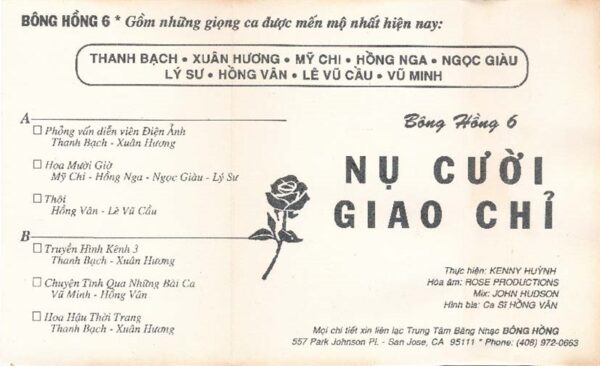 BÔNG HỒNG 6 * Gồm những giọng ca được mến mộ nhất hiện nay:
THANH BẠCH • XUÂN HƯƠNG • MỸ CHI • HỒNG NGA • NGỌC GIÀU
LÝ SƯ • HỒNG VÂN • LÊ VŨ CẦU • VŨ MINH
A
Phỏng vấn diễn viên Điện Ảnh
Thanh Bạch - Xuân Hương
Hoa Mười Giờ
Mỹ Chi - Hồng Nga - Ngọc Giàu - Lý Sư
Thôi
Hồng Vân - Lê Vũ Cầu
B
Truyền Hình Kênh 3
Thanh Bạch - Xuân Hương
Chuyện Tình Qua Những Bài Ca
Vũ Minh - Hồng Vân
Hoa Hậu Thời Trang
Thanh Bạch - Xuân Hương
Bông Hồng 6
NỤ CƯỜI
GIAO CHỈ
Thực hiện: KENNY HUỲNH
Hòa âm: ROSE PRODUCTIONS
Mix: JOHN HUDSON
Hình bìa: Ca Sĩ HỒNG VÂN
Mọi chi tiết xin liên lạc Trung Tâm Băng Nhạc BÔNG HỒNG
557 Park Johnson Pl. - San Jose, CA 95111 * Phone: (408) 972-0663